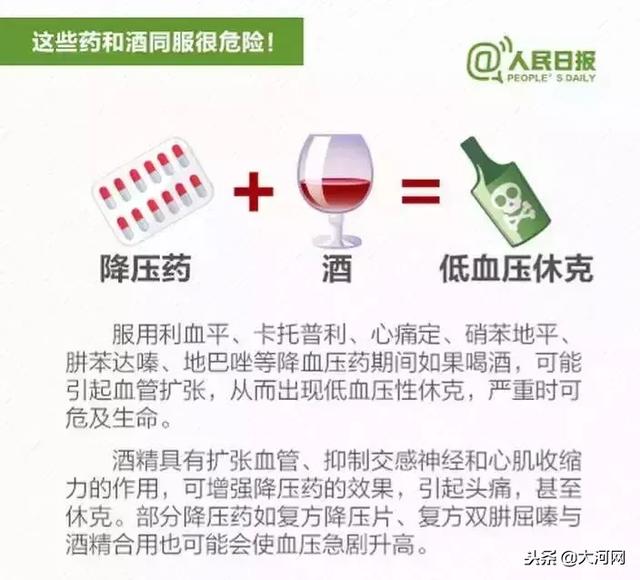 这些药和酒同服很危险！
@人民日报
PEOPLE'S DAILY
降压药
酒
低血压休克
服用利血平、卡托普利、心痛定、硝苯地平、
肼苯达嗪、地巴唑等降血压药期间如果喝酒，可能
引起血管扩张，从而出现低血压性休克，严重时可
危及生命。
酒精具有扩张血管、抑制交感神经和心肌收缩
力的作用，可增强降压药的效果，引起头痛，甚至
休克。部分降压药如复方降压片、复方双肼屈嗪与
酒精合用也可能会使血压急剧升高。
头条@大河网